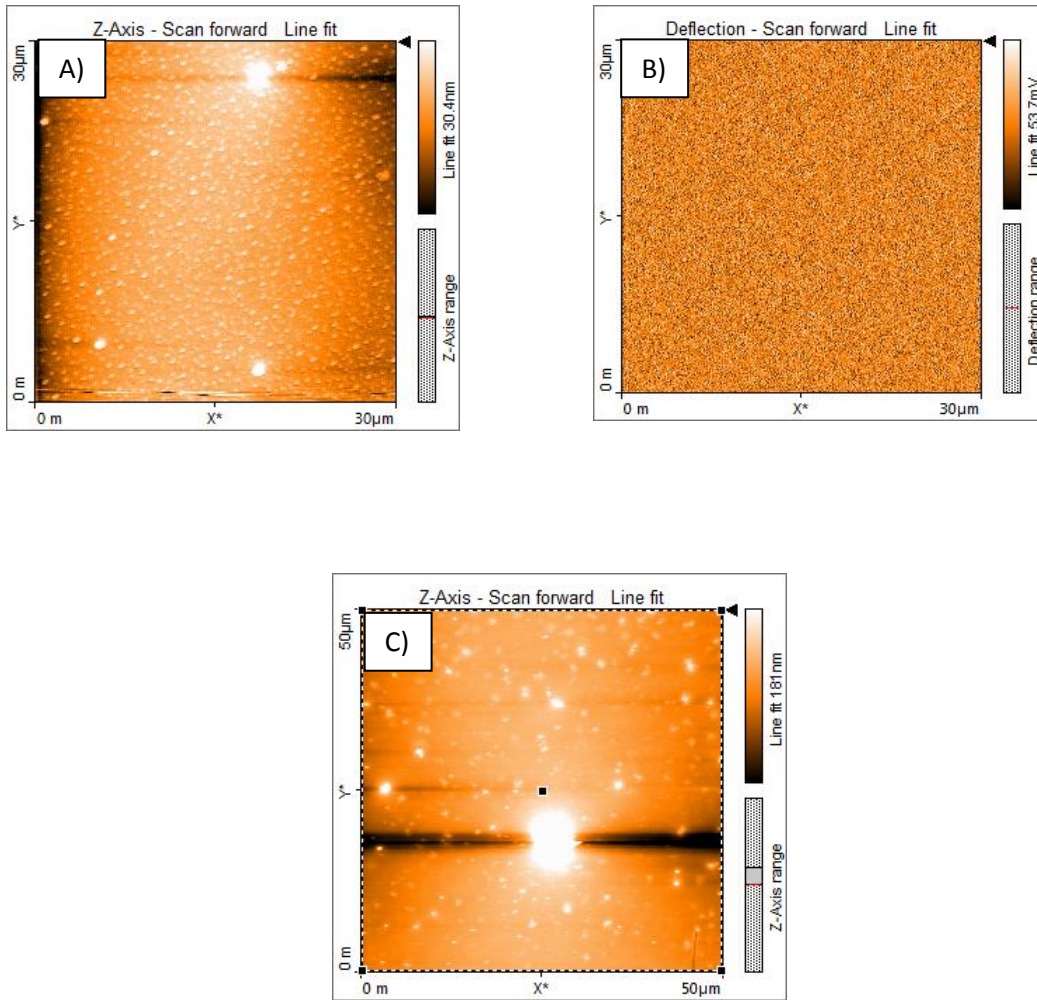 Z-Axis - Scan forward Line fit
A)
30µm
Y*
0 m
0 m X* 30µm
Line fit 30.4nm
Z-Axis range
Deflection - Scan forward Line fit
B)
30µm
Y*
0 m
0 m X* 30µm
Line fit 53.7mV
Deflection range
Z-Axis - Scan forward Line fit
C)
50µm
Y*
0 m
0 m X* 50µm
Line fit 181nm
Z-Axis range